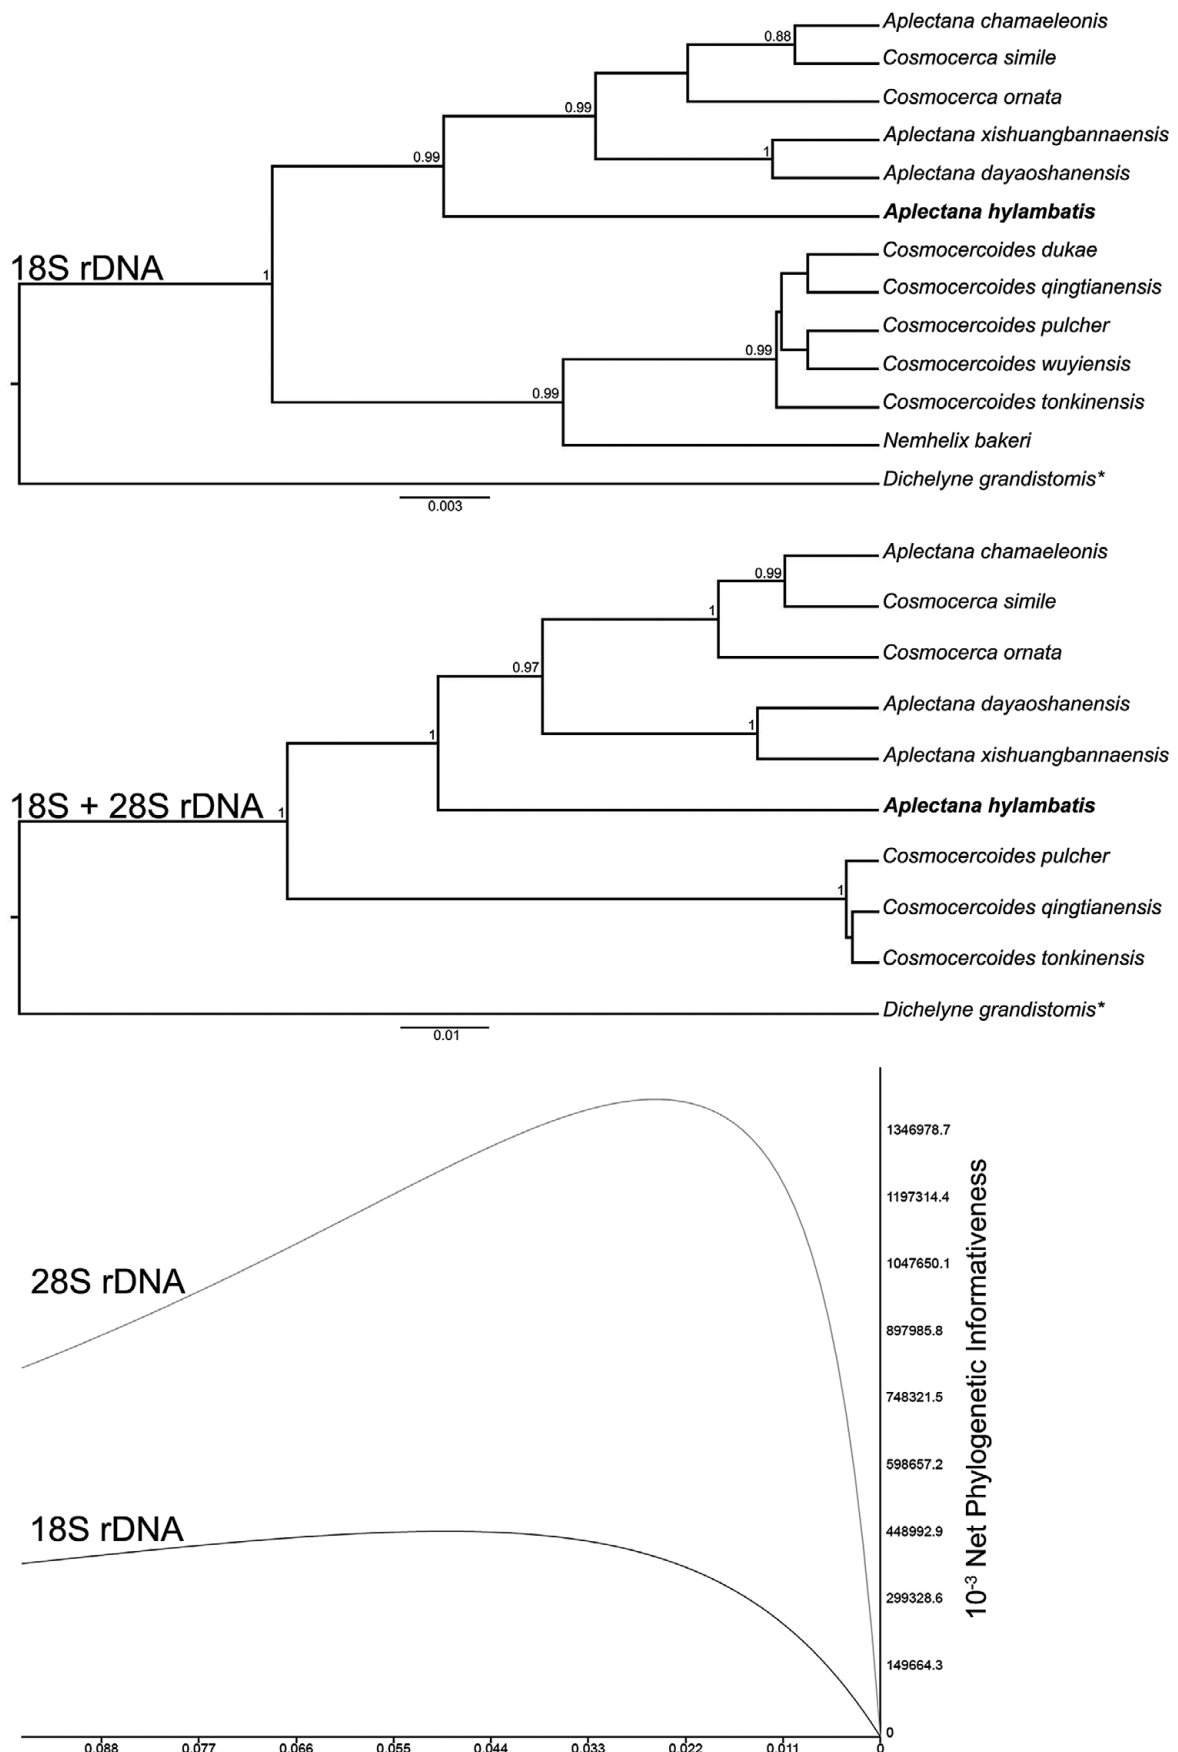 Aplectana chamaeleonis
0.88
Cosmocerca simile
Cosmocerca ornata
0.99
Aplectana xishuangbannaensis
1
0.99
Aplectana dayaoshanensis
Aplectana hylambatis
Cosmocercoides dukae
18S rDNA
1
Cosmocercoides qingtianensis
Cosmocercoides pulcher
0.99
Cosmocercoides wuyiensis
0.99
Cosmocercoides tonkinensis
Nemhelix bakeri
Dichelyne grandistomis*
0.003
Aplectana chamaeleonis
0.99
Cosmocerca simile
1
Cosmocerca ornata
0.97
Aplectana dayaoshanensis
1
1
Aplectana xishuangbannaensis
18S + 28S rDNA
1
Aplectana hylambatis
Cosmocercoides pulcher
1
Cosmocercoides qingtianensis
Cosmocercoides tonkinensis
Dichelyne grandistomis*
0.01
1346978.7
1197314.4
1047650.1
28S rDNA
897985.8
748321.5
598657.2
18S rDNA
448992.9
299328.6
149664.3
0
10⁻³ Net Phylogenetic Informativeness
0.088 0.077 0.066 0.055 0.044 0.033 0.022 0.011 0